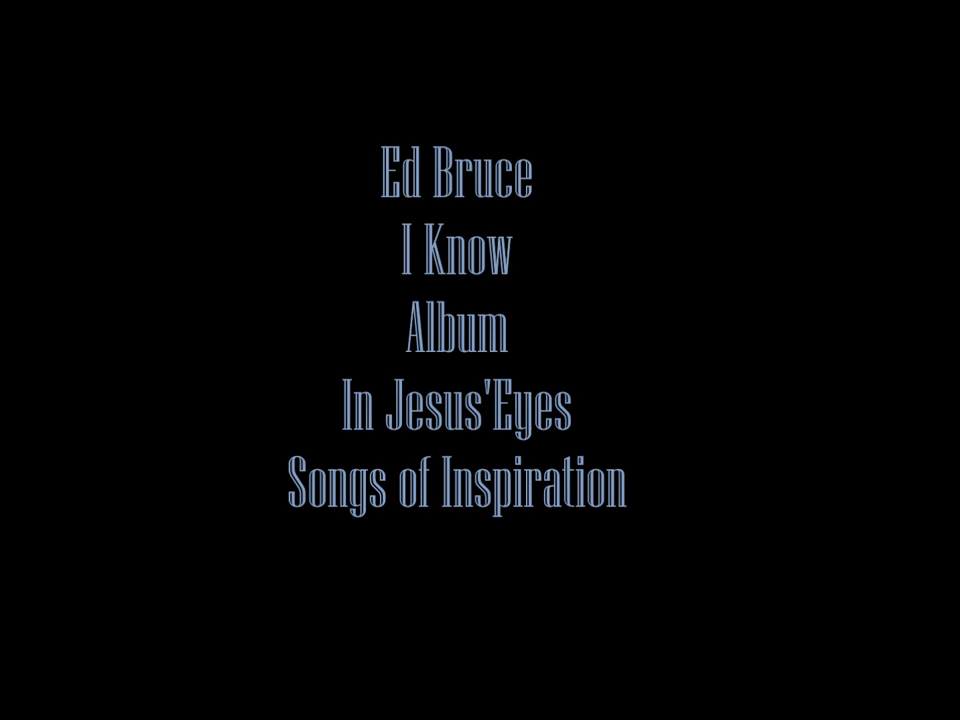 Ed Bruce
I Know
Album
In Jesus'Eyes
Songs of Inspiration